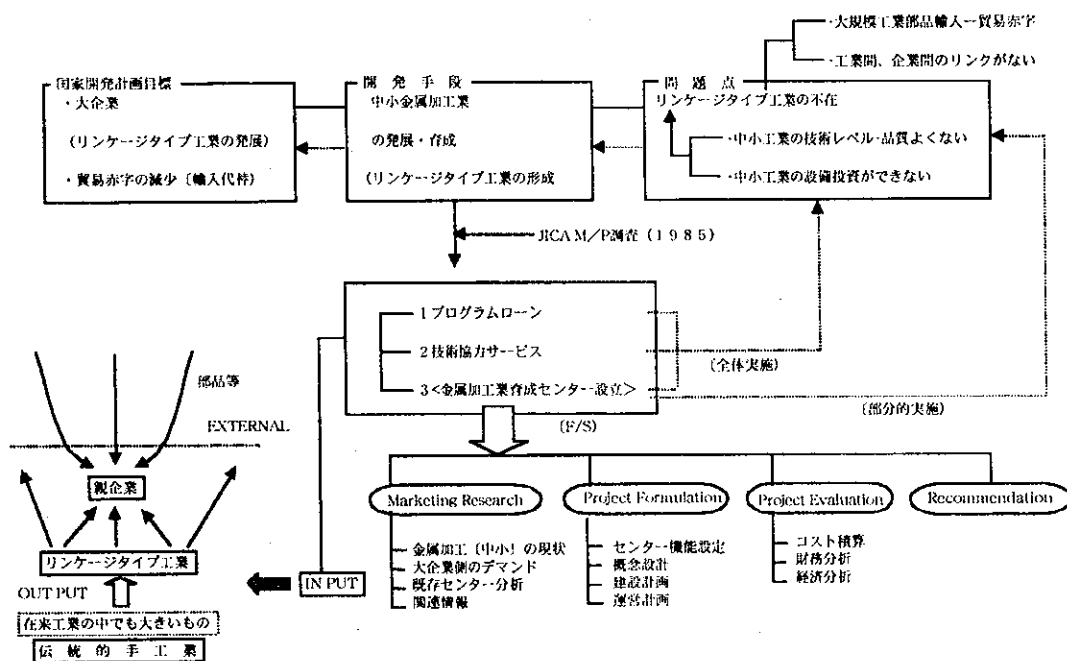 ・大規模工業部品輸入ー貿易赤字
・工業間、企業間のリンクがない
国家開発計画目標
・大企業
(リンケージタイプ工業の発展)
・貿易赤字の減少〔輸入代替)
開発手段
中小金属加工業
の発展・育成
(リンケージタイプ工業の形成
問題点
リンケージタイプ工業の不在
・中小工業の技術レベル・品質よくない
・中小工業の設備投資ができない
JICA M/P調査(1985)
1プログラムローン
2技術協力サービス
3<金属加工業育成センター設立>
〔全体実施)
(部分的実施)
(F/S)
部品等
EXTERNAL
親企業
リンケージタイプ工業
OUT PUT
在来工業の中でも大きいもの
伝統的手工業
IN PUT
Marketing Research
金属加工〔中小〕の現状
大企業側のデマンド
既存センター分析
関連情報
Project Formulation
センター機能設定
概念設計
建設計画
運営計画
Project Evaluation
コスト積算
財務分析
経済分析
Recommendation